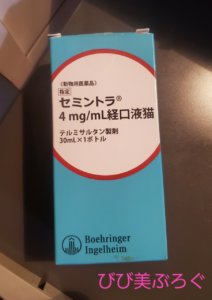 〈動物用医薬品〉
指定
セミントラ®
4 mg/mL経口液猫
テルミサルタン製剤
30mL×1ボトル
Boehringer
Ingelheim
びび美ぶろぐ